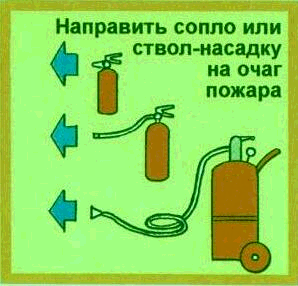 Направить сопло или
ствол-насадку
на очаг
пожара